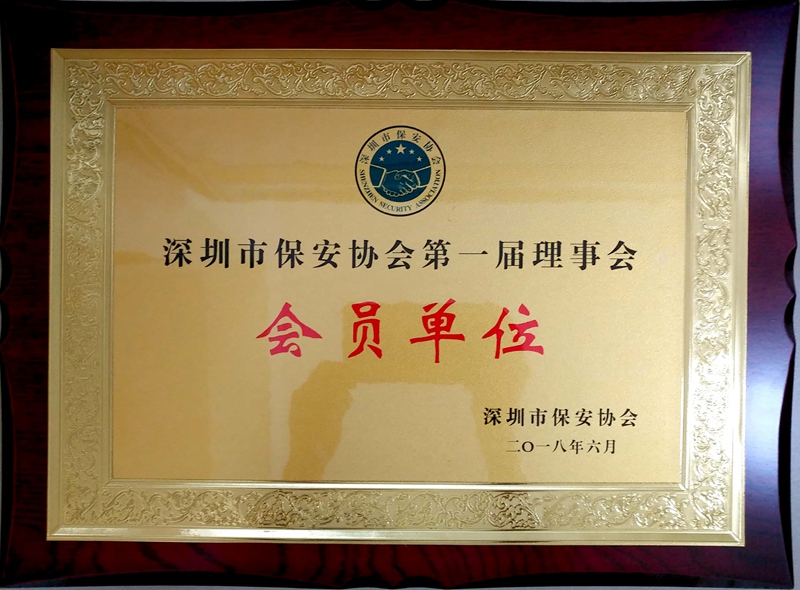 深圳市保安协会
SHENZHEN SECURITY ASSOCIATION
深圳市保安协会第一届理事会
会员单位
深圳市保安协会
二〇一八年六月